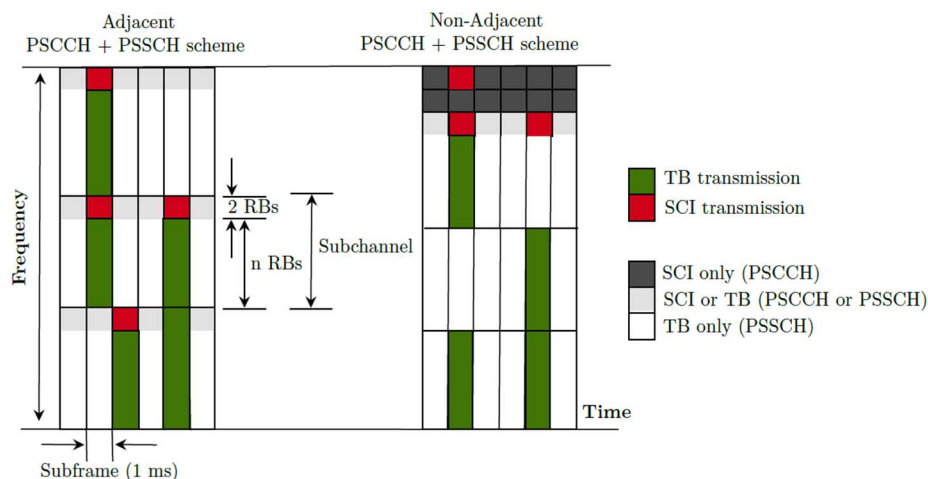 Adjacent
PSCCH + PSSCH scheme
Non-Adjacent
PSCCH + PSSCH scheme
Frequency
2 RBs
n RBs
Subchannel
TB transmission
SCI transmission
SCI only (PSCCH)
SCI or TB (PSCCH or PSSCH)
TB only (PSSCH)
Time
Subframe (1 ms)